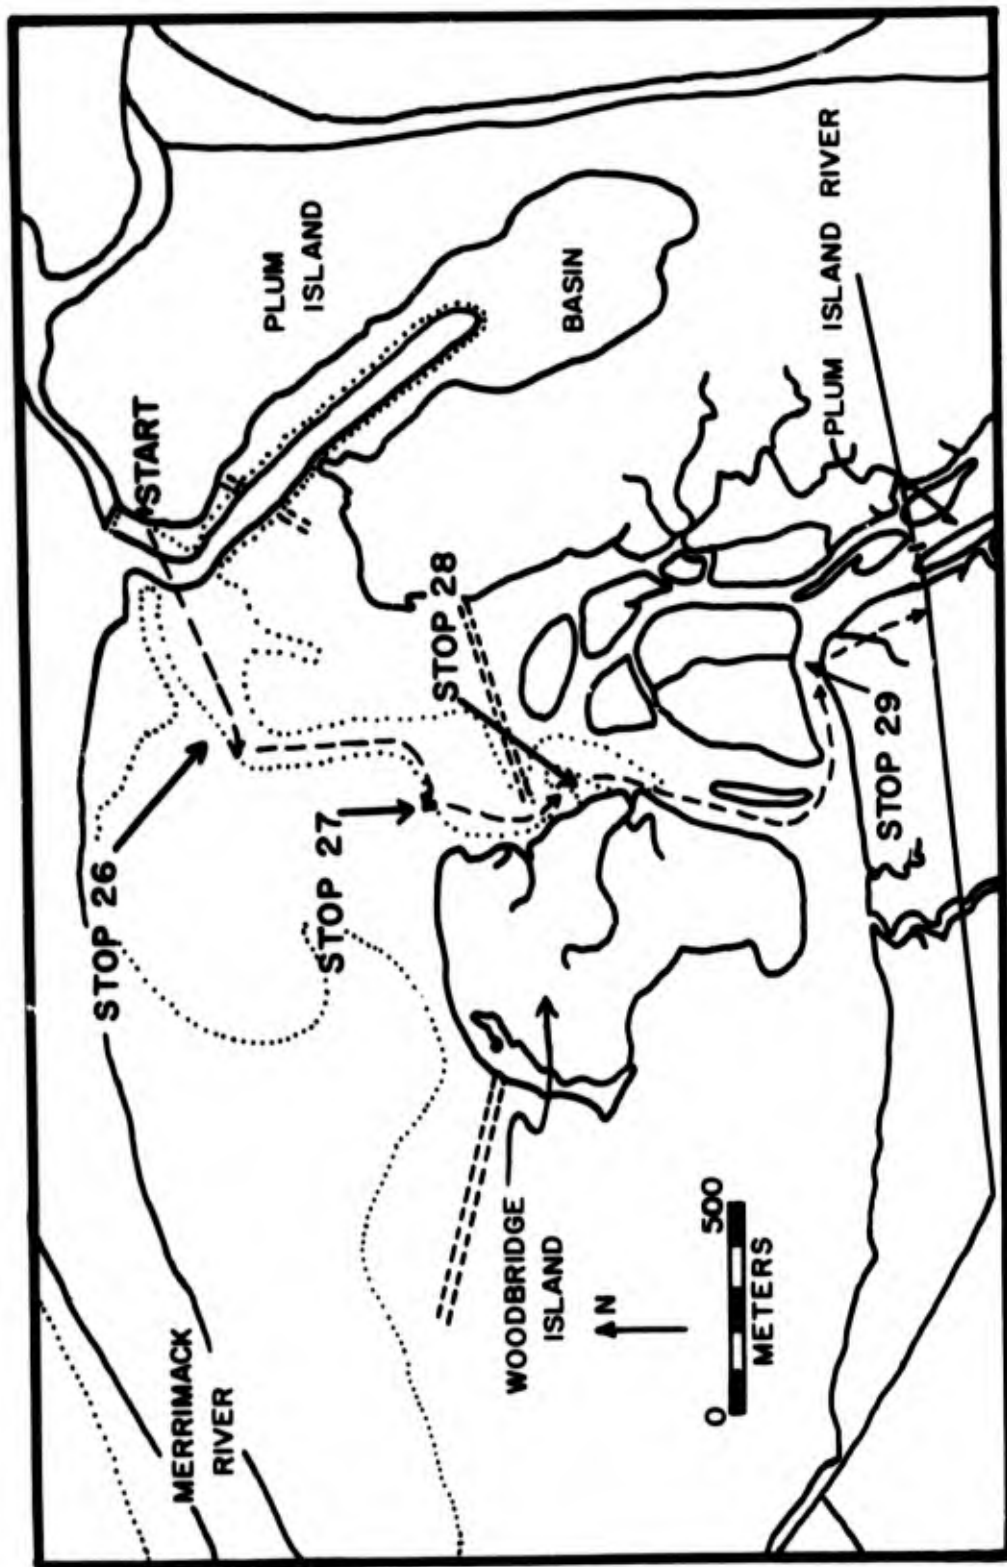 START
PLUM
ISLAND
BASIN
STOP 26
STOP 27
STOP 28
PLUM ISLAND RIVER
STOP 29
MERRIMACK
RIVER
WOODBRIDGE
ISLAND
N
0 500
METERS